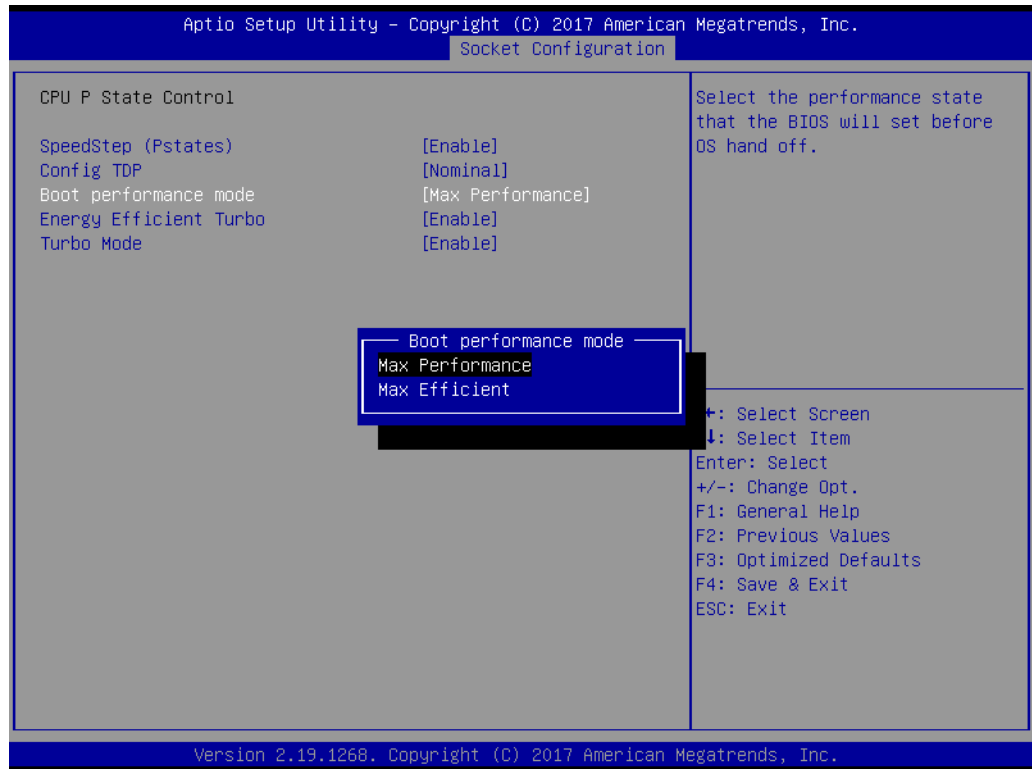 Aptio Setup Utility – Copyright (C) 2017 American Megatrends, Inc.
Socket Configuration
CPU P State Control
SpeedStep (Pstates) [Enable]
Config TDP [Nominal]
Boot performance mode [Max Performance]
Energy Efficient Turbo [Enable]
Turbo Mode [Enable]
Boot performance mode
Max Performance
Max Efficient
Select the performance state
that the BIOS will set before
OS hand off.
: Select Screen
: Select Item
Enter: Select
+/-: Change Opt.
F1: General Help
F2: Previous Values
F3: Optimized Defaults
F4: Save & Exit
ESC: Exit
Version 2.19.1268. Copyright (C) 2017 American Megatrends, Inc.